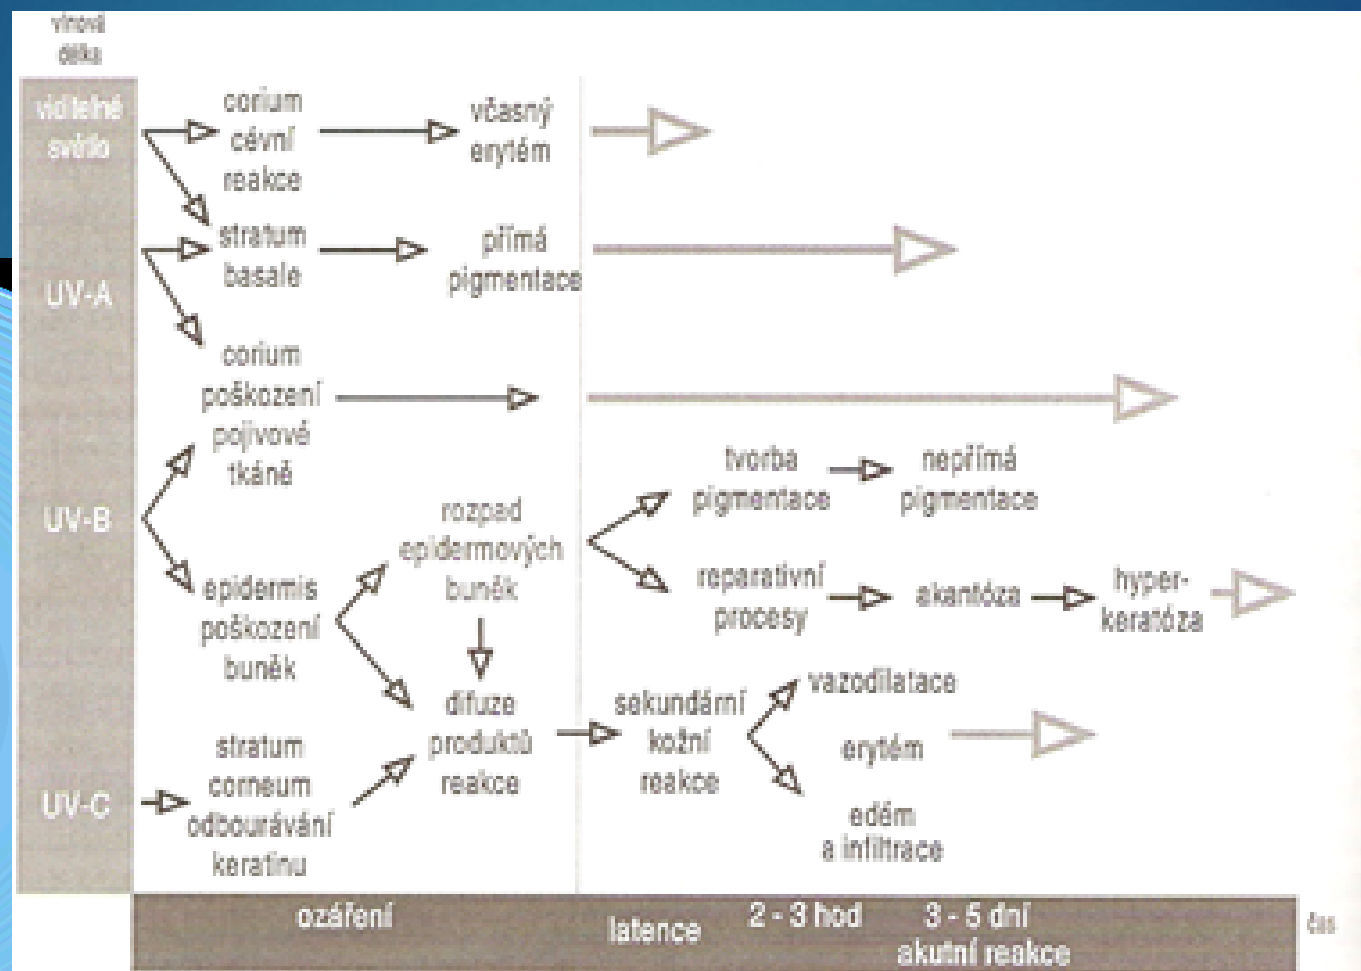 vlnová
délka
viditelné
světlo
UV-A
UV-B
UV-C
corium
cévní
reakce
včasný
erytém
stratum
basale
přímá
pigmentace
corium
poškození
pojivové
tkáně
tvorba
pigmentace
nepřímá
pigmentace
rozpad
epidermových
buněk
epidermis
poškození
buněk
reparativní
procesy
akantóza
hyper-
keratóza
difuze
produktů
reakce
sekundární
kožní
reakce
vazodilatace
erytém
edém
a infiltrace
stratum
corneum
odbourávání
keratinu
ozáření
latence
2 - 3 hod
3 - 5 dní
akutní reakce
čas